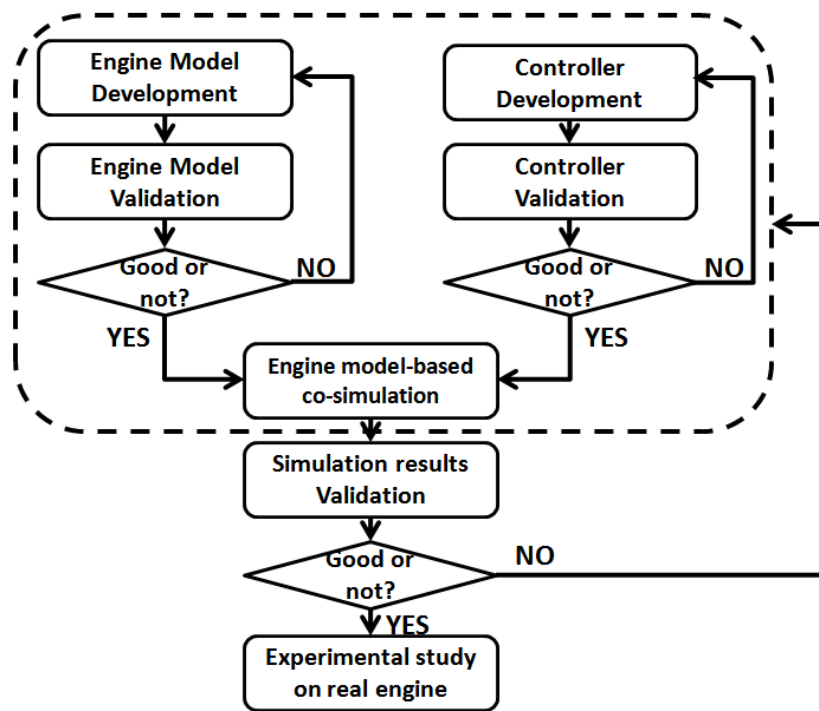 Engine Model
Development
Engine Model
Validation
Good or
not?
NO
YES
Controller
Development
Controller
Validation
Good or
not?
NO
YES
Engine model-based
co-simulation
Simulation results
Validation
Good or
not?
NO
YES
Experimental study
on real engine